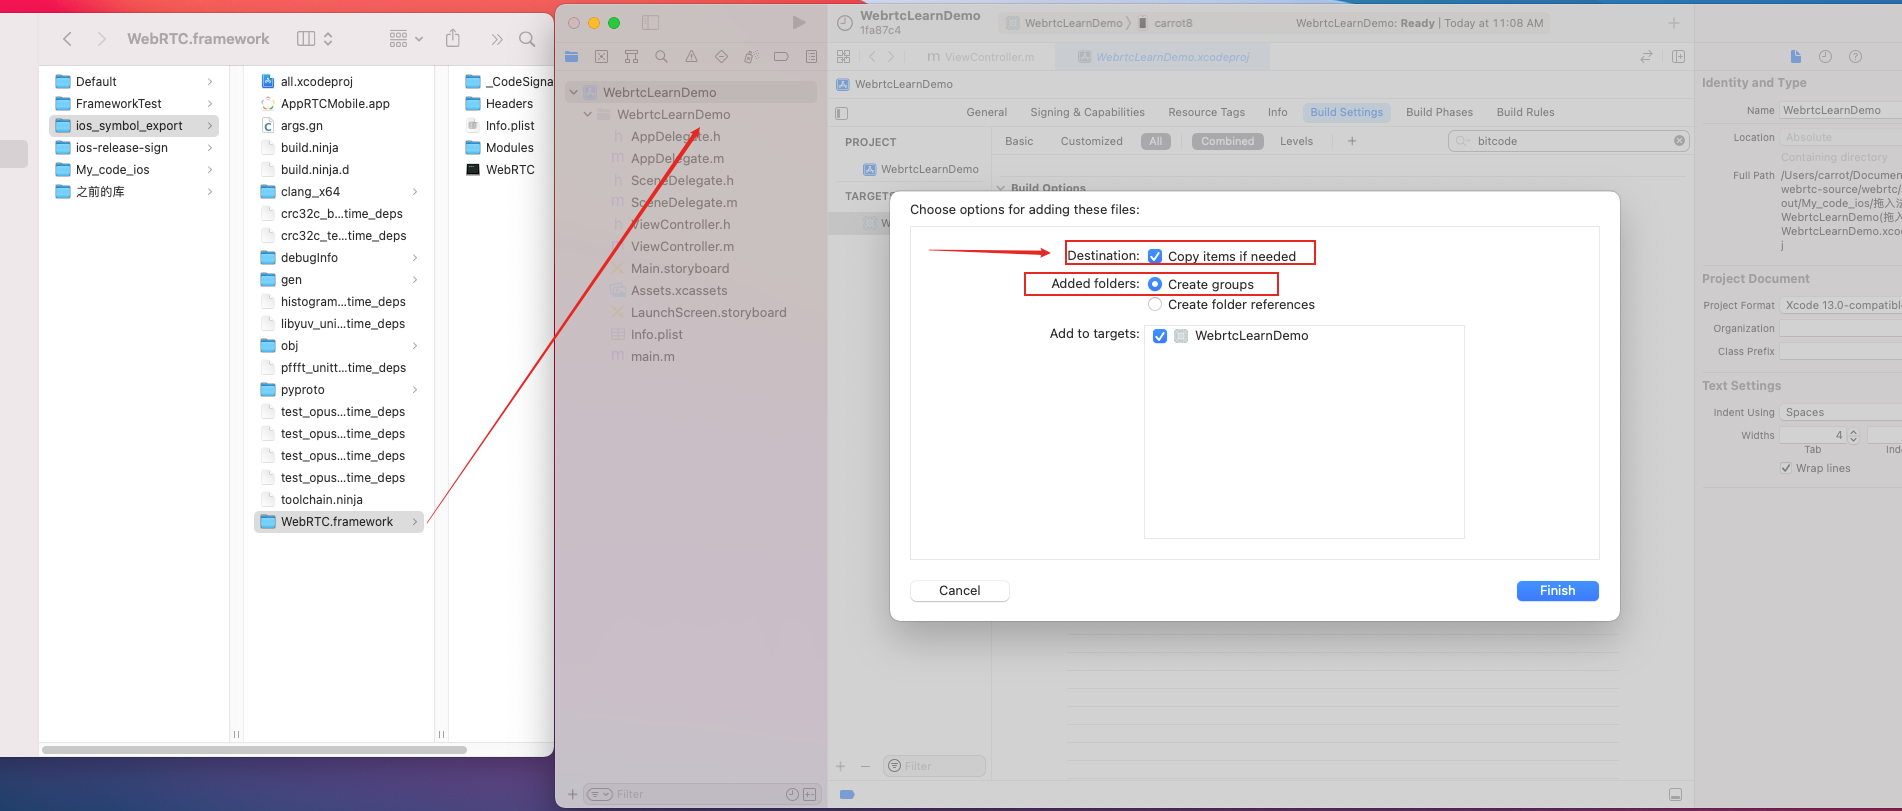 WebRTC.framework
Default
FrameworkTest
ios_symbol_export
ios-release-sign
My_code_ios
之前的库
all.xcodeproj
AppRTCMobile.app
args.gn
build.ninja
build.ninja.d
clang_x64
crc32c_b...time_deps
crc32c_te...time_deps
debugInfo
gen
histogram...time_deps
libyuv_uni...time_deps
obj
pffft_unitt...time_deps
pyproto
test_opus...time_deps
test_opus...time_deps
test_opus...time_deps
test_opus...time_deps
toolchain.ninja
WebRTC.framework
_CodeSigna
Headers
Info.plist
Modules
WebRTC
WebrtcLearnDemo
WebrtcLearnDemo
AppDelegate.h
AppDelegate.m
SceneDelegate.h
SceneDelegate.m
ViewController.h
ViewController.m
Main.storyboard
Assets.xcassets
LaunchScreen.storyboard
Info.plist
main.m
Filter
WebrtcLearnDemo
1fa87c4
WebrtcLearnDemo
carrot8
WebrtcLearnDemo: Ready | Today at 11:08 AM
ViewController.m
WebrtcLearnDemo.xcodeproj
WebrtcLearnDemo
General
Signing & Capabilities
Resource Tags
Info
Build Settings
Build Phases
Build Rules
PROJECT
WebrtcLearnDemo
TARGETS
Basic
Customized
All
Combined
Levels
bitcode
Build Options
Filter
Choose options for adding these files:
Destination: Copy items if needed
Added folders: Create groups
Create folder references
Add to targets: WebrtcLearnDemo
Cancel
Finish
Identity and Type
Name WebrtcLearnDemo
Location Absolute
Containing directory
Full Path /Users/carrot/Documen
webrtc-source/webrtc/
out/My_code_ios/拖入法
WebrtcLearnDemo(拖入
WebrtcLearnDemo.xcod
j
Project Document
Project Format Xcode 13.0-compatibl
Organization
Class Prefix
Text Settings
Indent Using Spaces
Widths 4
Tab
Inde
Wrap lines